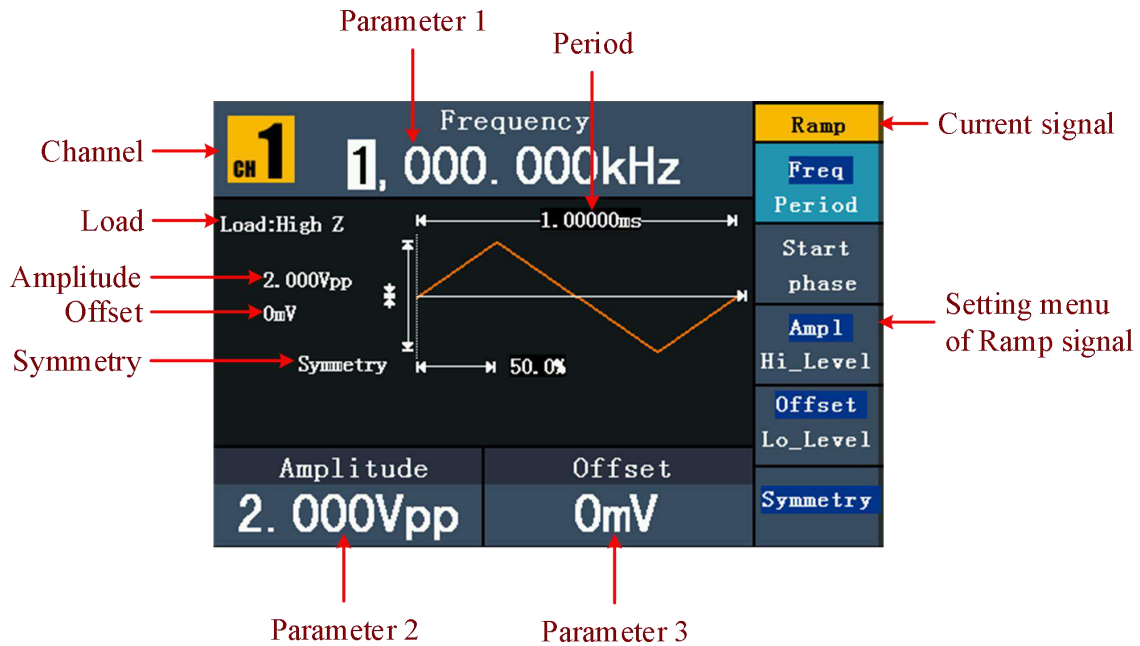 Parameter 1
Period
Channel
CH 1
Frequency
1, 000. 000kHz
Ramp
Current signal
Freq
Period
Load
Load:High Z
1.00000ms
Start
phase
Amplitude
2.000Vpp
Offset
0mV
Ampl
Hi_Level
Setting menu
of Ramp signal
Symmetry
Symmetry
50.0%
Offset
Lo_Level
Amplitude
2. 000Vpp
Offset
0mV
Symmetry
Parameter 2
Parameter 3